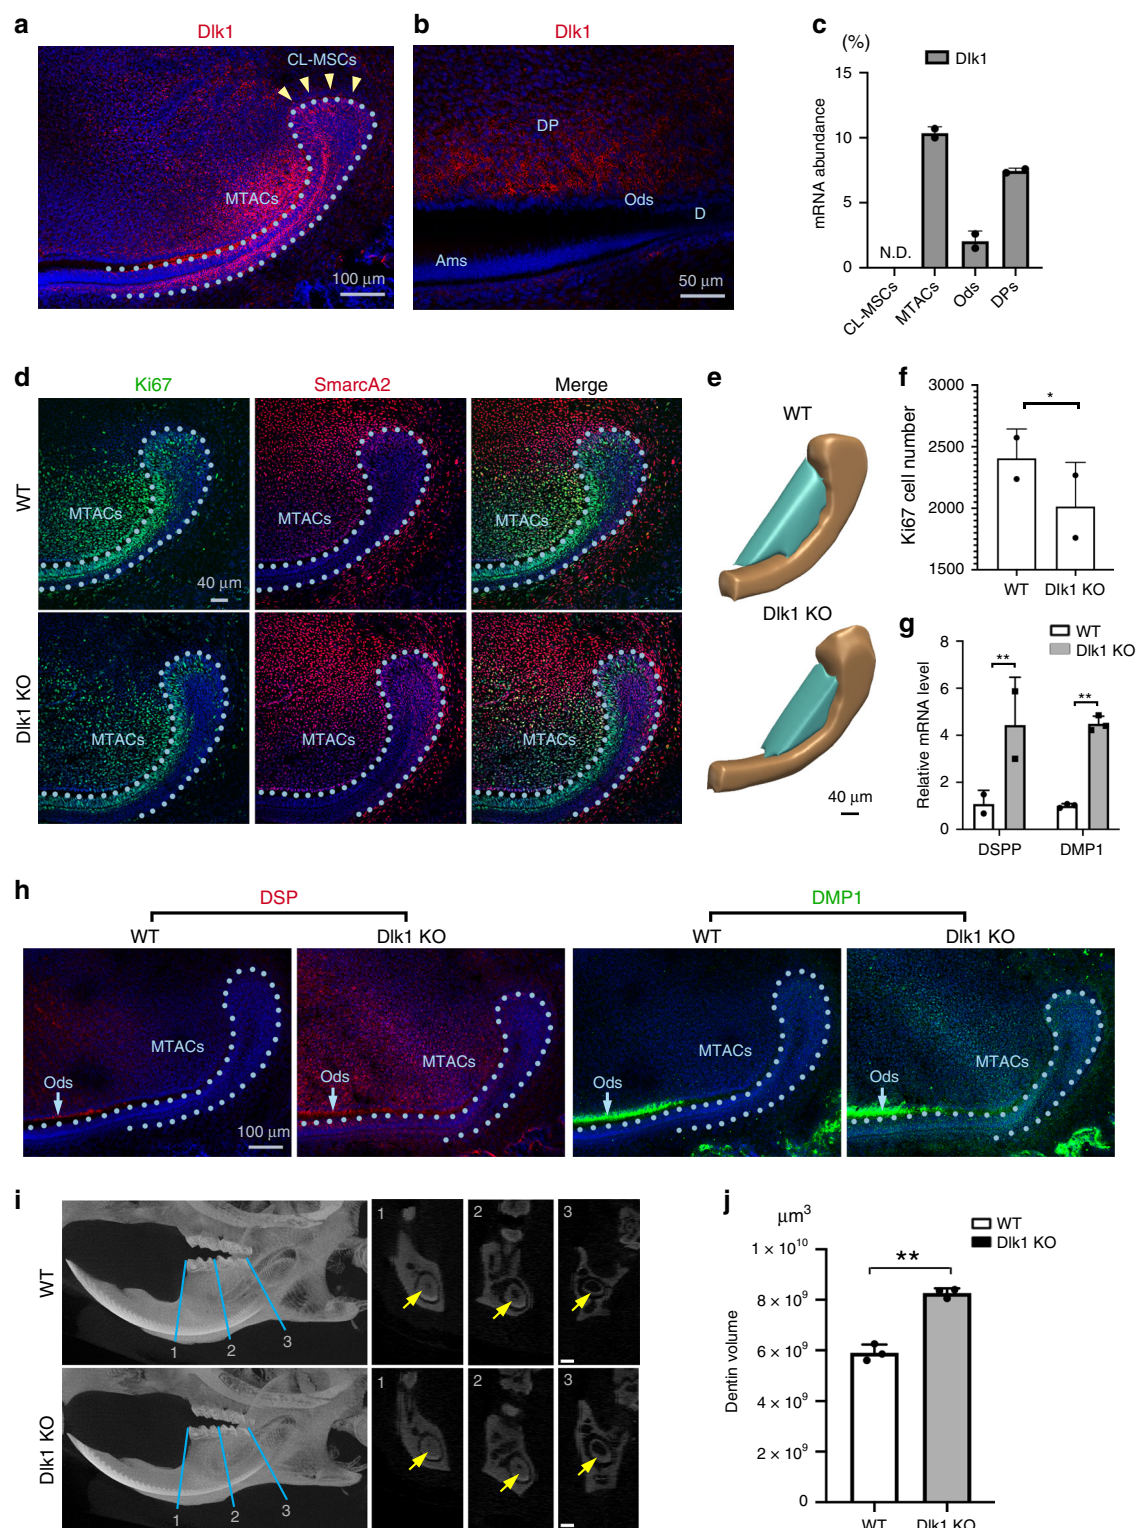 a
Dlk1
CL-MSCs
MTACs
100 μm
b
Dlk1
DP
Ods
D
Ams
50 μm
c
(%)
Dlk1
mRNA abundance
15
10
5
0
N.D.
CL-MSCs
MTACs
Ods
DPs
d
Ki67
SmarcA2
Merge
WT
MTACs
40 μm
MTACs
MTACs
Dlk1 KO
MTACs
MTACs
MTACs
e
WT
Dlk1 KO
40 μm
f
Ki67 cell number
3000
2500
2000
1500
*
WT
Dlk1 KO
g
WT
Dlk1 KO
Relative mRNA level
8
6
4
2
0
**
**
DSPP
DMP1
h
DSP
DMP1
WT
Dlk1 KO
WT
Dlk1 KO
MTACs
Ods
100 μm
MTACs
Ods
MTACs
Ods
MTACs
Ods
i
WT
1
2
3
1
2
3
Dlk1 KO
1
2
3
1
2
3
j
μm³
WT
Dlk1 KO
Dentin volume
1 × 10¹⁰
8 × 10⁹
6 × 10⁹
4 × 10⁹
2 × 10⁹
0
**
WT
Dlk1 KO